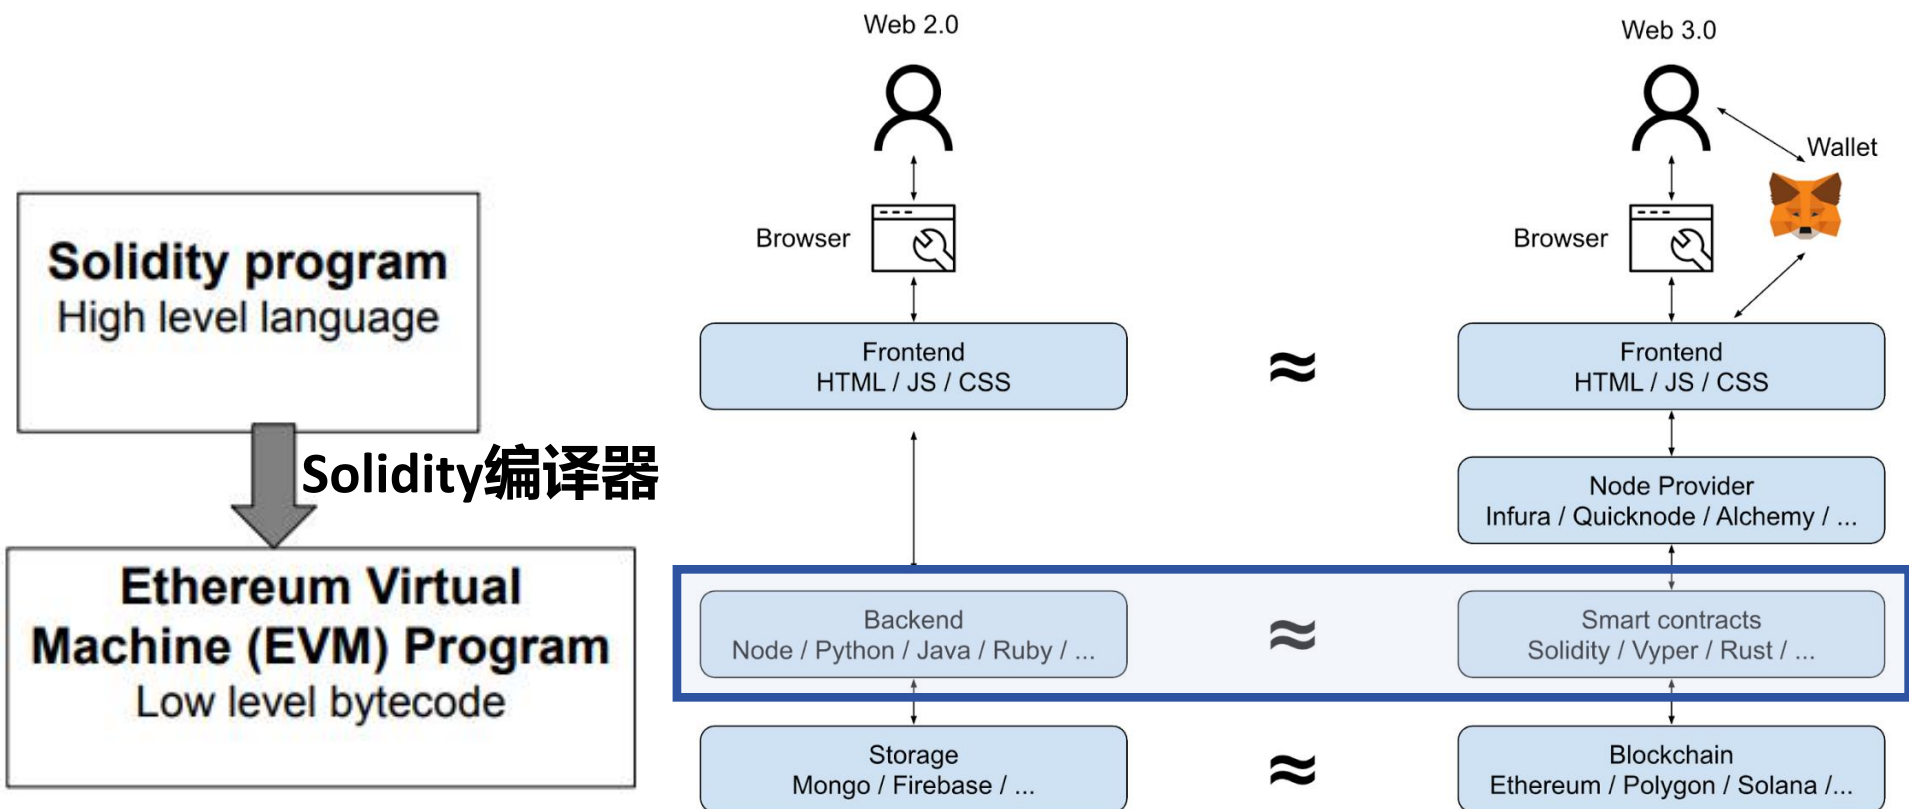 Solidity program
High level language
Solidity编译器
Ethereum Virtual
Machine (EVM) Program
Low level bytecode
Web 2.0
Browser
Frontend
HTML / JS / CSS
Backend
Node / Python / Java / Ruby / ...
Storage
Mongo / Firebase / ...
≈
≈
≈
Web 3.0
Wallet
Browser
Frontend
HTML / JS / CSS
Node Provider
Infura / Quicknode / Alchemy / ...
Smart contracts
Solidity / Vyper / Rust / ...
Blockchain
Ethereum / Polygon / Solana /...